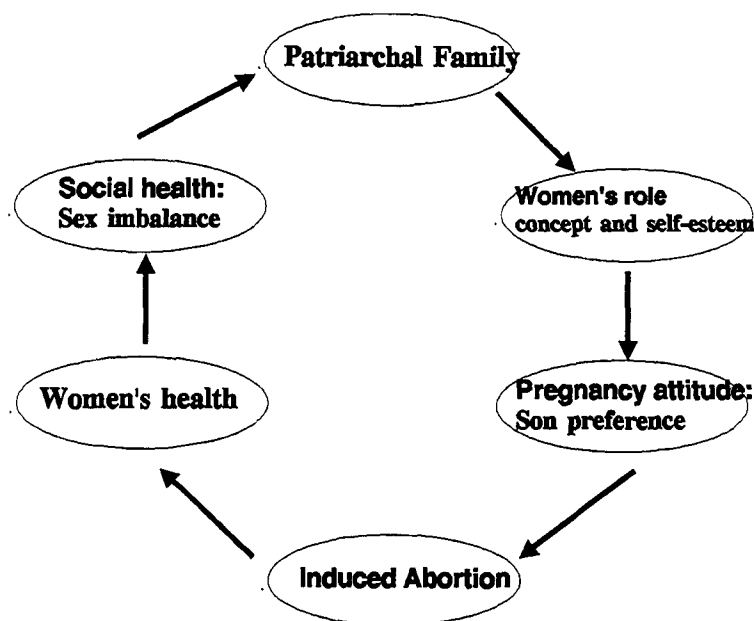 Patriarchal Family
Women's role
concept and self-esteem
Pregnancy attitude:
Son preference
Induced Abortion
Women's health
Social health:
Sex imbalance